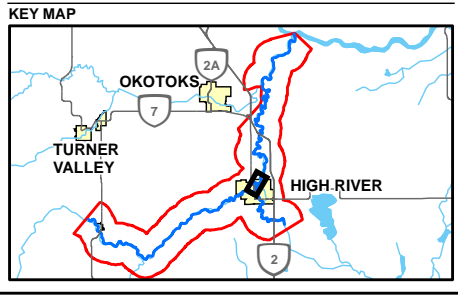 KEY MAP
2A
OKOTOKS
7
TURNER
VALLEY
HIGH RIVER
2